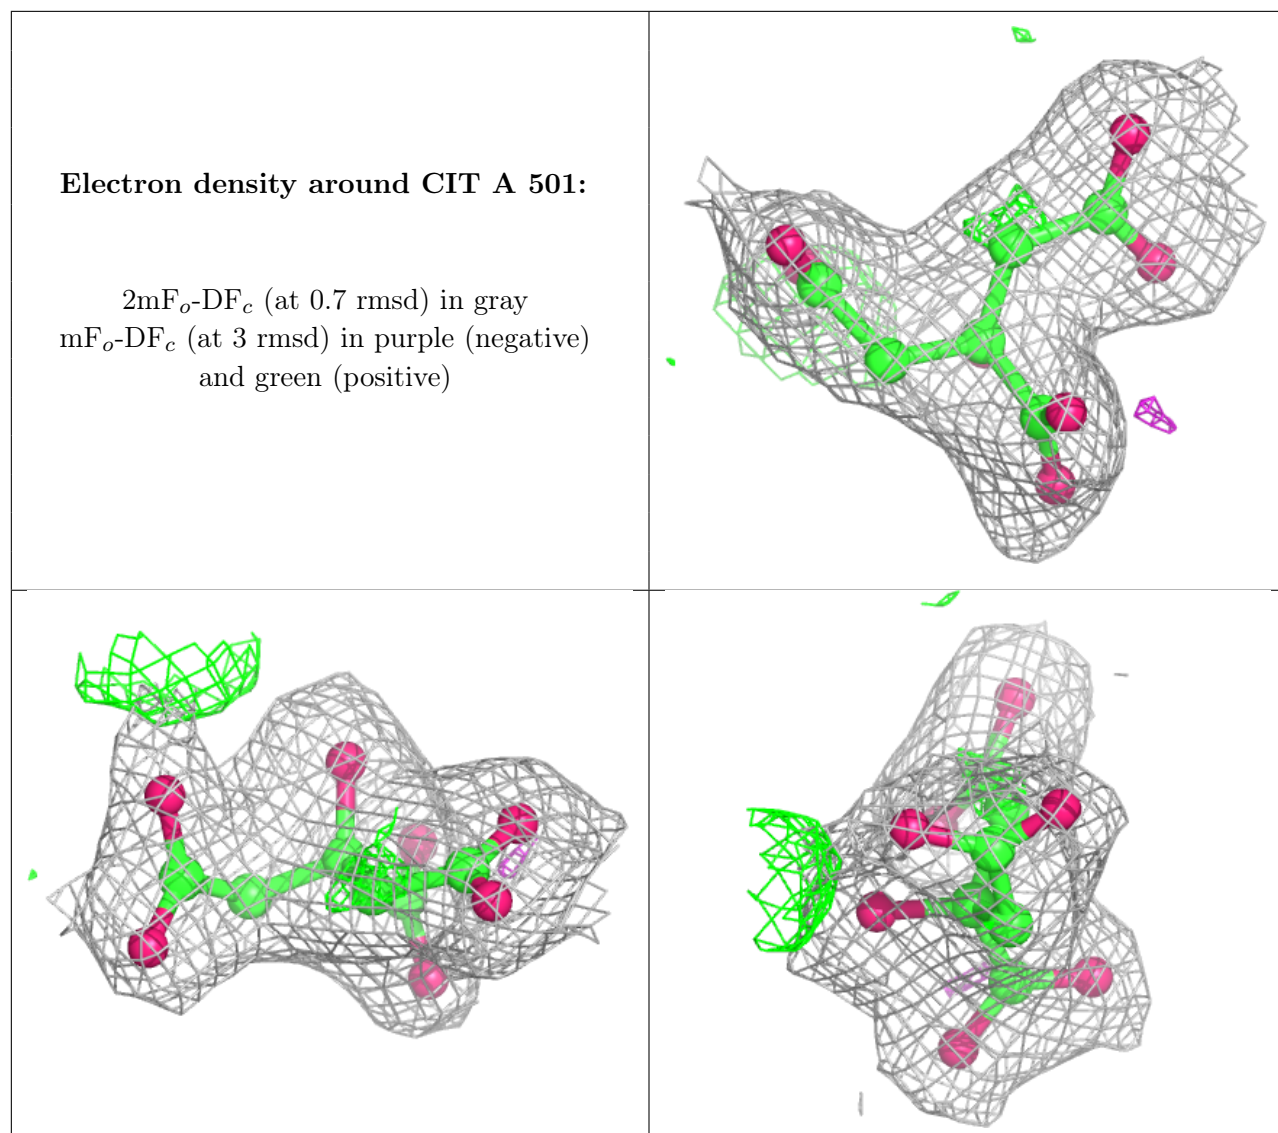 Electron density around CIT A 501:
2mFo-DFc (at 0.7 rmsd) in gray
mFo-DFc (at 3 rmsd) in purple (negative)
and green (positive)